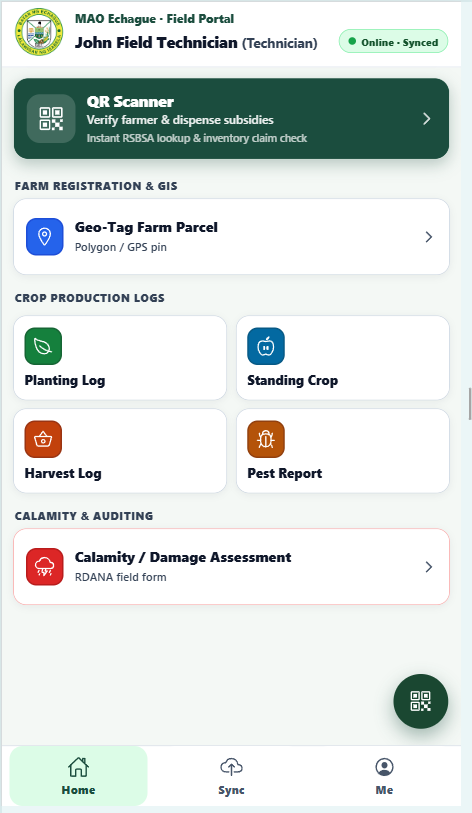 MAO Echague · Field Portal
John Field Technician (Technician)
Online · Synced
QR Scanner
Verify farmer & dispense subsidies
Instant RSBSA lookup & inventory claim check
FARM REGISTRATION & GIS
Geo-Tag Farm Parcel
Polygon / GPS pin
CROP PRODUCTION LOGS
Planting Log
Standing Crop
Harvest Log
Pest Report
CALAMITY & AUDITING
Calamity / Damage Assessment
RDANA field form
Home
Sync
Me